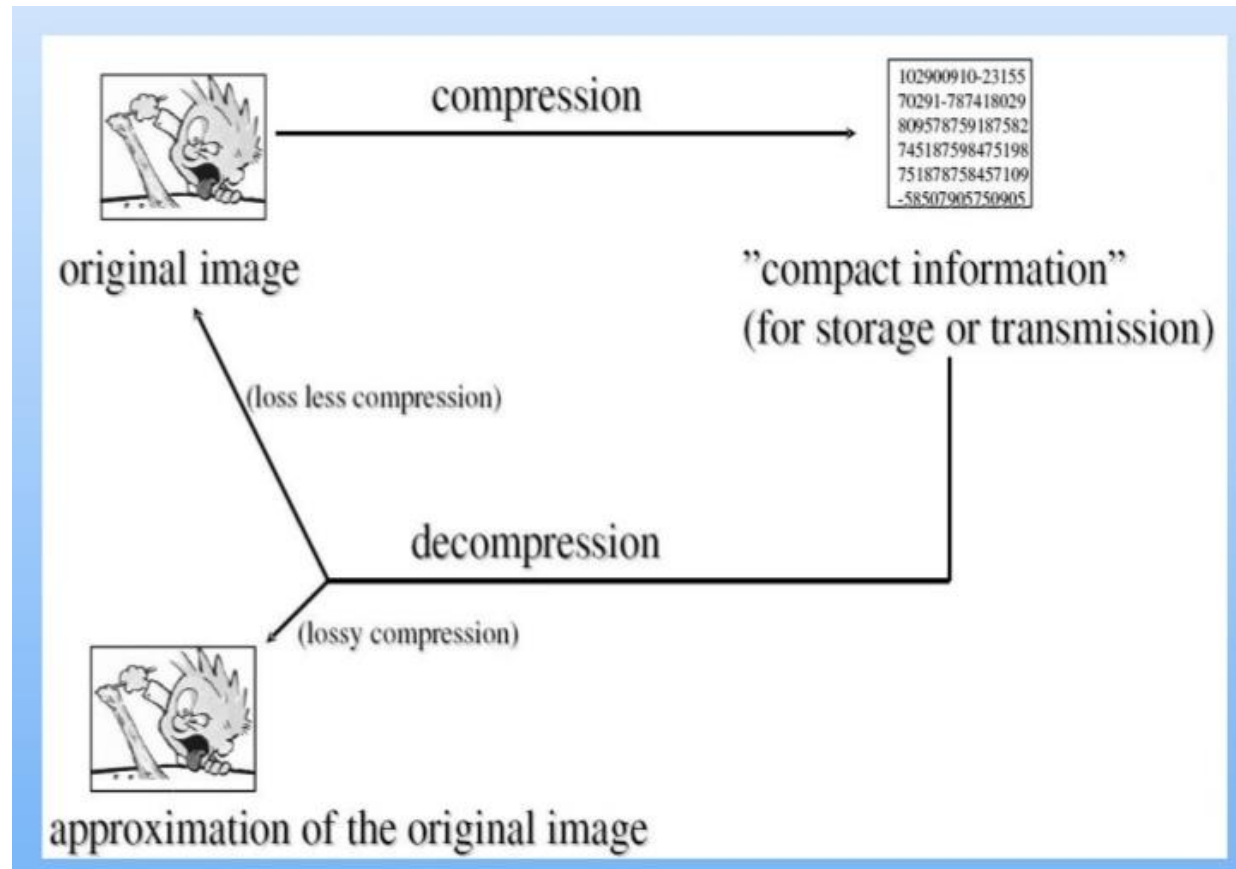 compression
102900910-23155
70291-787418029
809578759187582
745187598475198
751878758457109
-58507905750905
original image
”compact information”
(for storage or transmission)
(loss less compression)
decompression
(lossy compression)
approximation of the original image